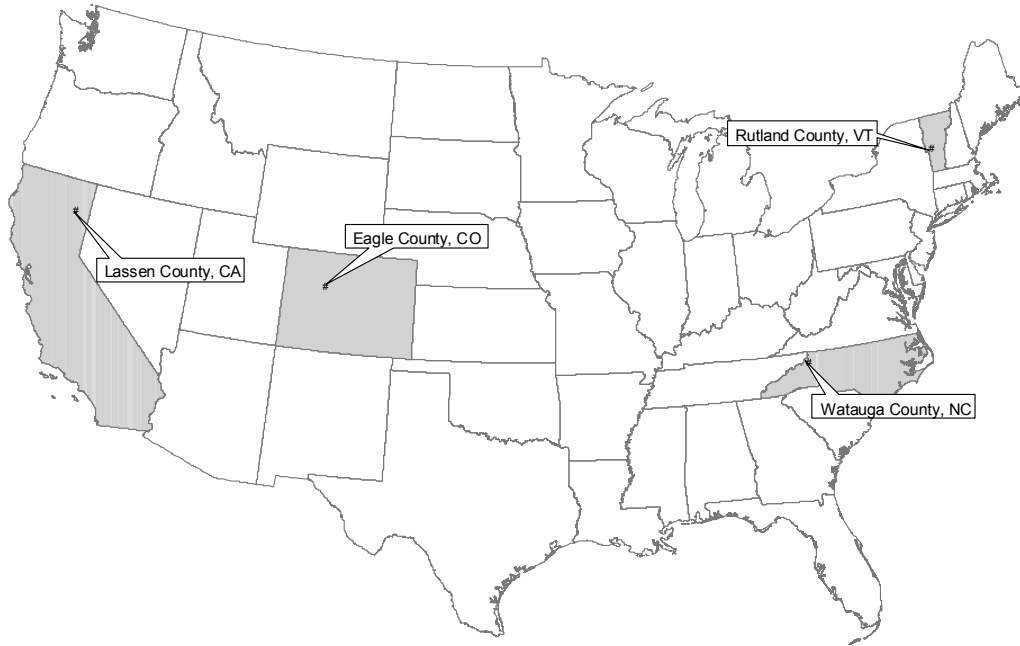 Rutland County, VT
Eagle County, CO
Lassen County, CA
Watauga County, NC